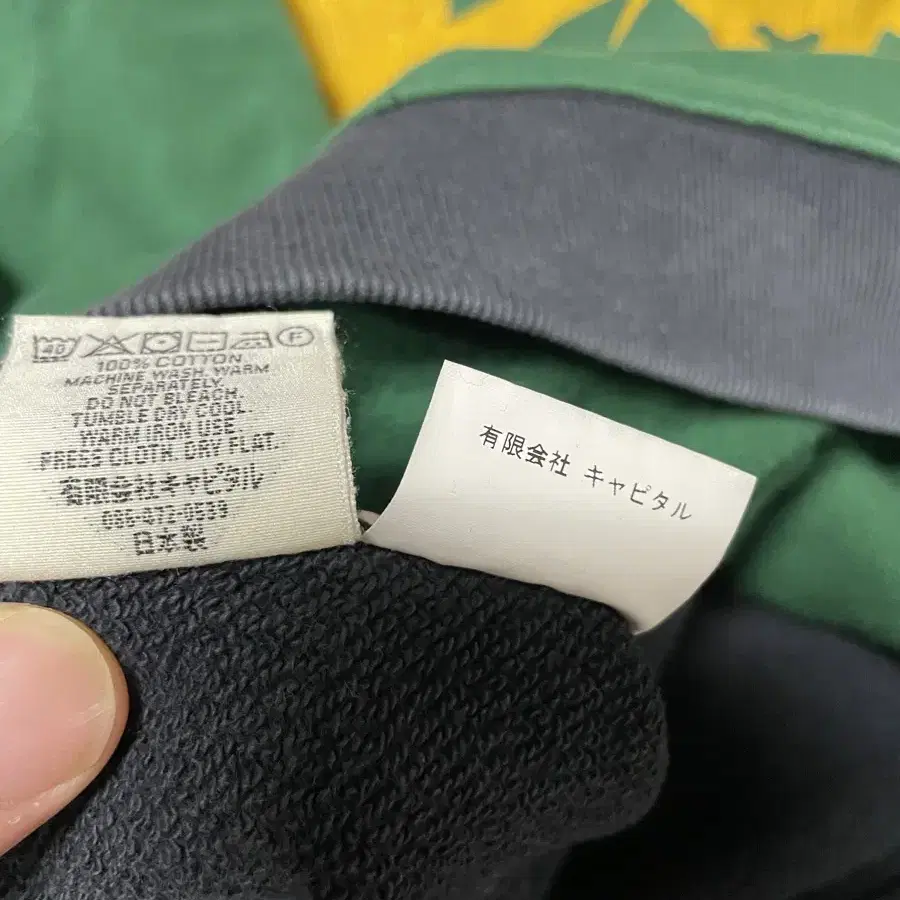 40 F
100% COTTON
MACHINE WASH. WARM
SEPARATELY.
DO NOT BLEACH.
TUMBLE DRY COOL.
WARM IRON USE
PRESS CLOTH. DRY FLAT.
有限会社キャピタル
086-472-0539
日本製
有限会社 キャピタル